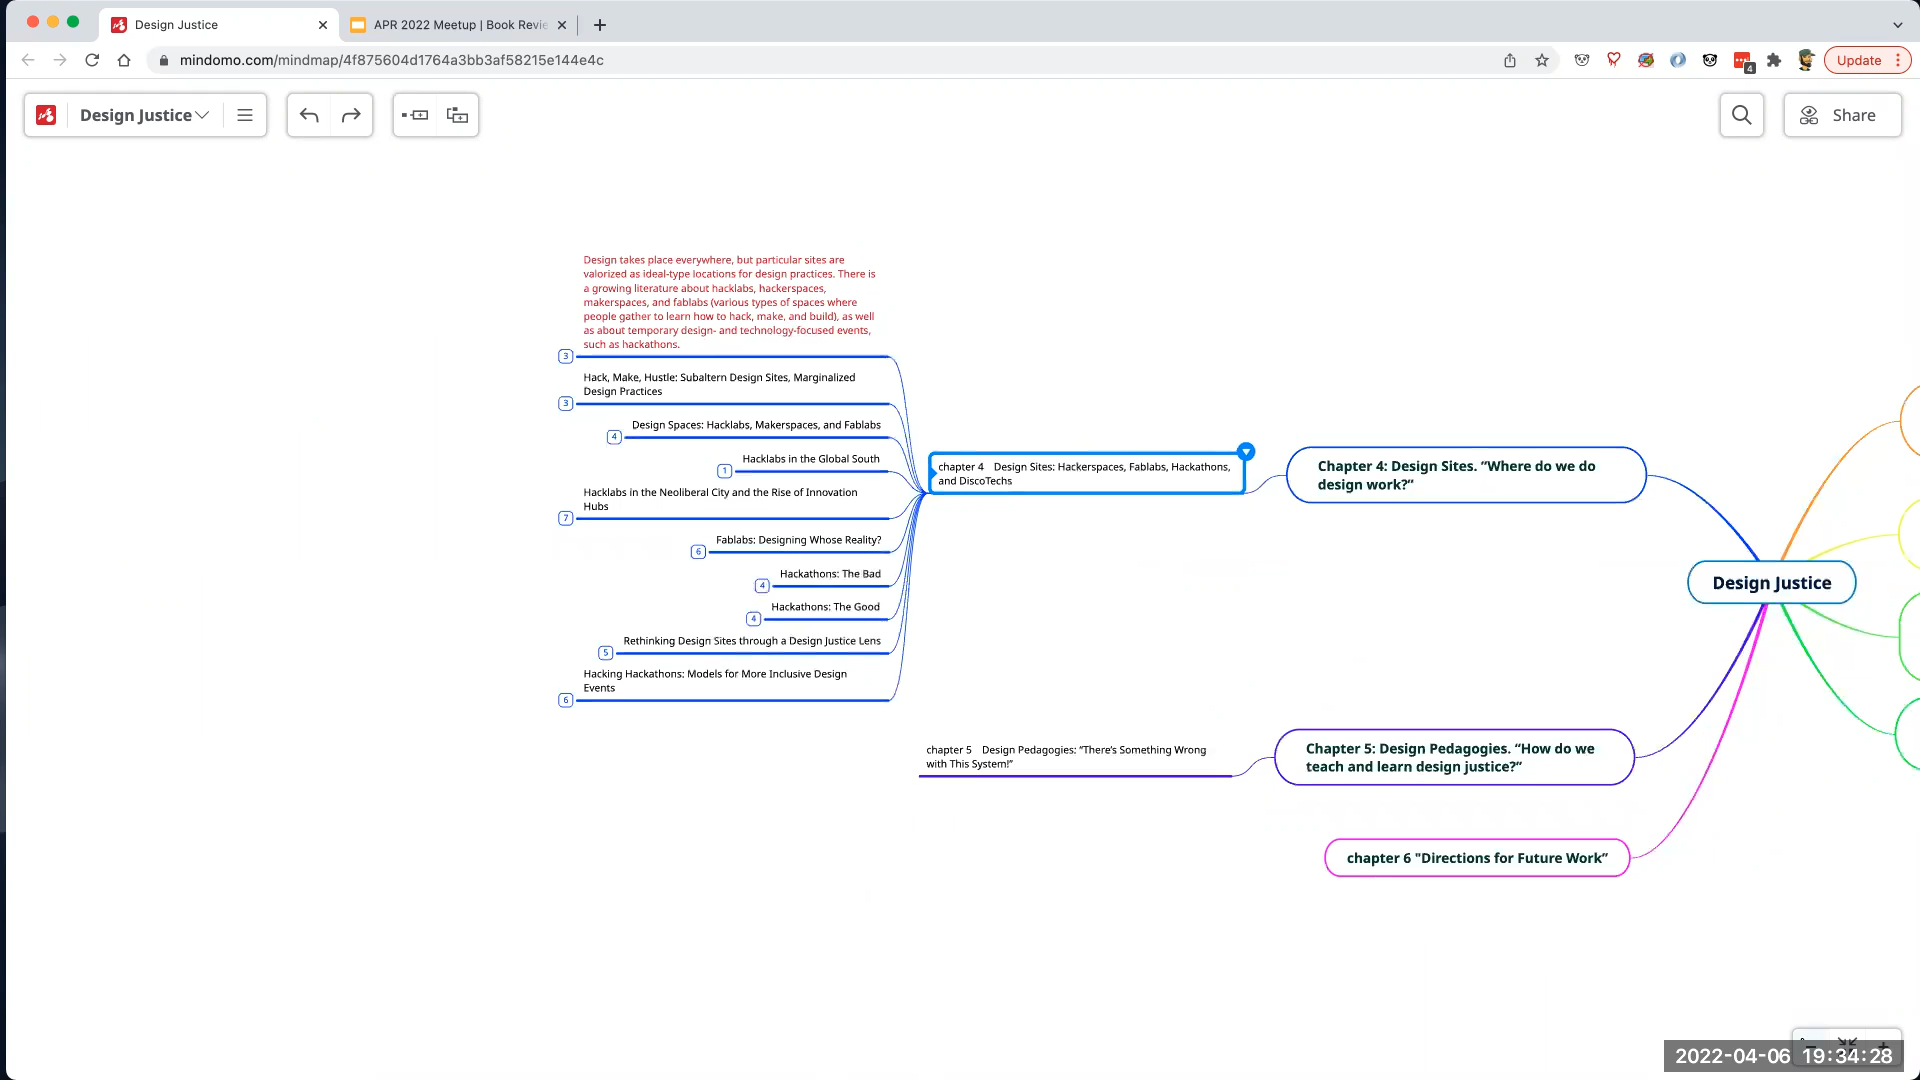 Design Justice
APR 2022 Meetup | Book Revie
mindomo.com/mindmap/4f875604d1764a3bb3af58215e144e4c
4
Update
Design Justice
Share
Design takes place everywhere, but particular sites are
valorized as ideal-type locations for design practices. There is
a growing literature about hacklabs, hackerspaces,
makerspaces, and fablabs (various types of spaces where
people gather to learn how to hack, make, and build), as well
as about temporary design- and technology-focused events,
such as hackathons.
3
Hack, Make, Hustle: Subaltern Design Sites, Marginalized
Design Practices
3
Design Spaces: Hacklabs, Makerspaces, and Fablabs
4
Hacklabs in the Global South
1
Hacklabs in the Neoliberal City and the Rise of Innovation
Hubs
7
Fablabs: Designing Whose Reality?
6
Hackathons: The Bad
4
Hackathons: The Good
4
Rethinking Design Sites through a Design Justice Lens
5
Hacking Hackathons: Models for More Inclusive Design
Events
6
chapter 4 Design Sites: Hackerspaces, Fablabs, Hackathons,
and DiscoTechs
Chapter 4: Design Sites. “Where do we do
design work?”
Design Justice
chapter 5 Design Pedagogies: “There’s Something Wrong
with This System!”
Chapter 5: Design Pedagogies. “How do we
teach and learn design justice?”
chapter 6 "Directions for Future Work”
2022-04-06 19:34:28